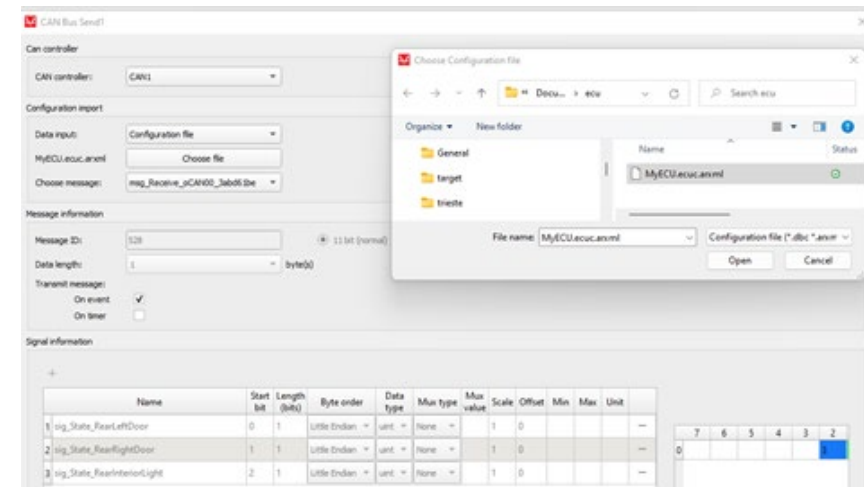 CAN Bus Send1
Can controller
CAN controller: CAN1
Configuration import
Data input: Configuration file
MyECU.ecuc.arxml Choose file
Choose message: msg_Receive_oCAN00_3abd61be
Message information
Message ID: 528 11 bit (normal)
Data length: 1 byte(s)
Transmit message:
On event
On timer
Signal information
+
Name Start bit Length (bits) Byte order Data type Mux type Mux value Scale Offset Min Max Unit
1 sig_State_RearLeftDoor 0 1 Little Endian uint None 1 0 —
2 sig_State_RearRightDoor 1 1 Little Endian uint None 1 0 —
3 sig_State_RearInteriorLight 2 1 Little Endian uint None 1 0 —
7 6 5 4 3 2
0
Choose Configuration File
« Docu... › ecu Search ecu
Organize New folder
General
target
trieste
Name Status
MyECU.ecuc.arxml
File name: MyECU.ecuc.arxml Configuration file (*.dbc *.arxm
Open Cancel